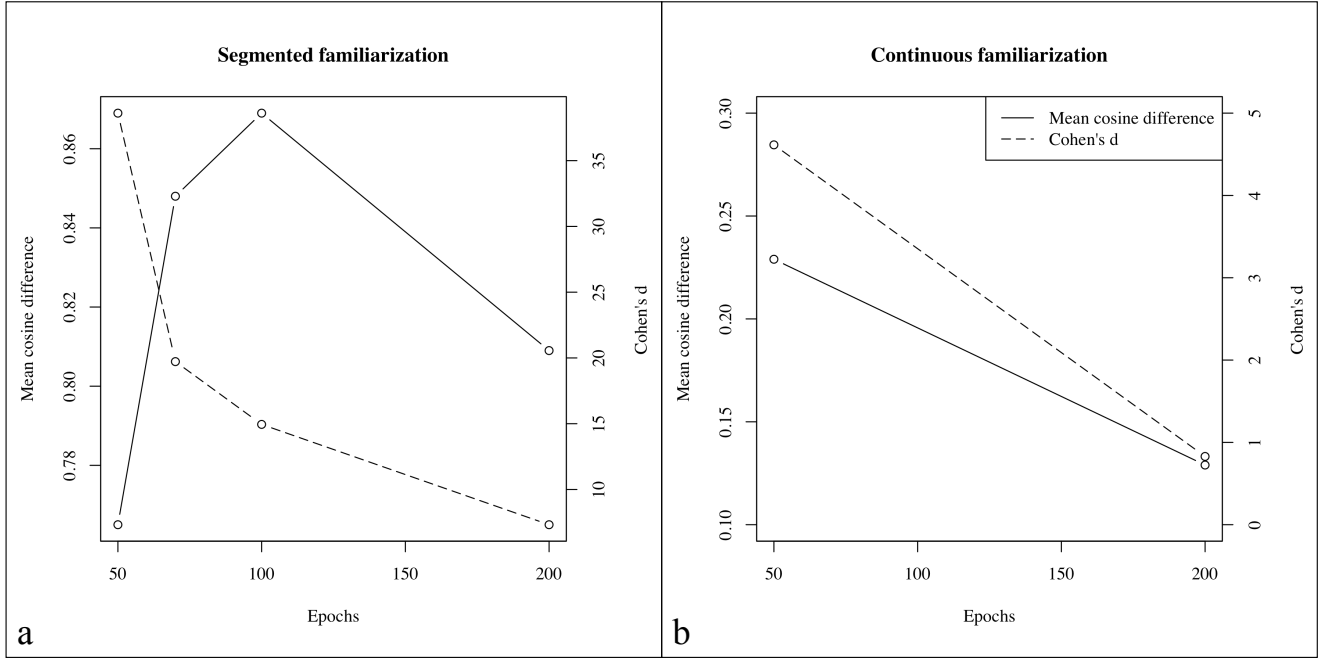 Segmented familiarization
Mean cosine difference
0.86
0.84
0.82
0.80
0.78
35
30
25
20
15
10
Cohen's d
50 100 150 200
Epochs
a
Continuous familiarization
Mean cosine difference
0.30
0.25
0.20
0.15
0.10
Mean cosine difference
Cohen's d
5
4
3
2
1
0
Cohen's d
50 100 150 200
Epochs
b